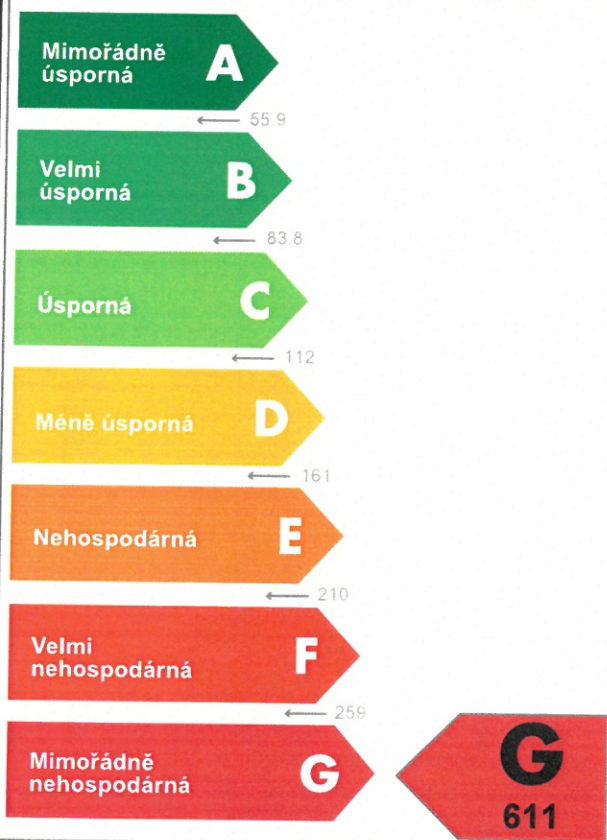 Mimořádně
úsporná
A
← 55.9
Velmi
úsporná
B
← 83.8
Úsporná
C
← 112
Méně úsporná
D
← 161
Nehospodárná
E
← 210
Velmi
nehospodárná
F
← 259
Mimořádně
nehospodárná
G
G
611